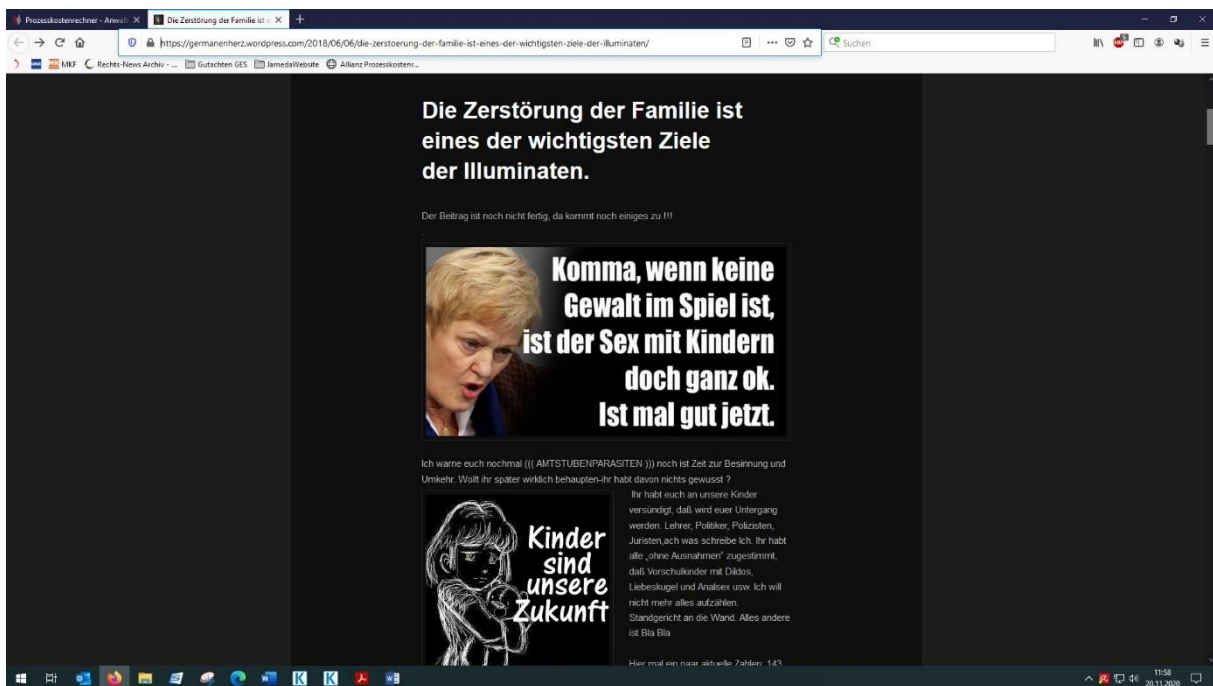 Prozesskostenrechner - Anwalt
Die Zerstörung der Familie ist e
https://germanenherz.wordpress.com/2018/06/06/die-zerstoerung-der-familie-ist-eines-der-wichtigsten-ziele-der-illuminaten/
Suchen
MKF Rechts-News Archiv - ... Gutachten GES JamedaWebsite Allianz Prozesskostenr...
Die Zerstörung der Familie ist
eines der wichtigsten Ziele
der Illuminaten.
Der Beitrag ist noch nicht fertig, da kommt noch einiges zu !!!
Komma, wenn keine
Gewalt im Spiel ist,
ist der Sex mit Kindern
doch ganz ok.
Ist mal gut jetzt.
Ich warne euch nochmal ((( AMTSTUBENPARASITEN ))) noch ist Zeit zur Besinnung und
Umkehr. Wollt ihr später wirklich behaupten-ihr habt davon nichts gewusst ?
Kinder
sind
unsere
Zukunft
Ihr habt euch an unsere Kinder
versündigt, daß wird euer Untergang
werden. Lehrer, Politiker, Polizisten,
Juristen,ach was schreibe Ich. Ihr habt
alle „ohne Ausnahmen" zugestimmt,
daß Vorschulkinder mit Dildos,
Liebeskugel und Analsex usw. Ich will
nicht mehr alles aufzählen.
Standgericht an die Wand. Alles andere
ist Bla Bla
Hier mal ein paar aktuelle Zahlen: 143
11:58
20.11.2020